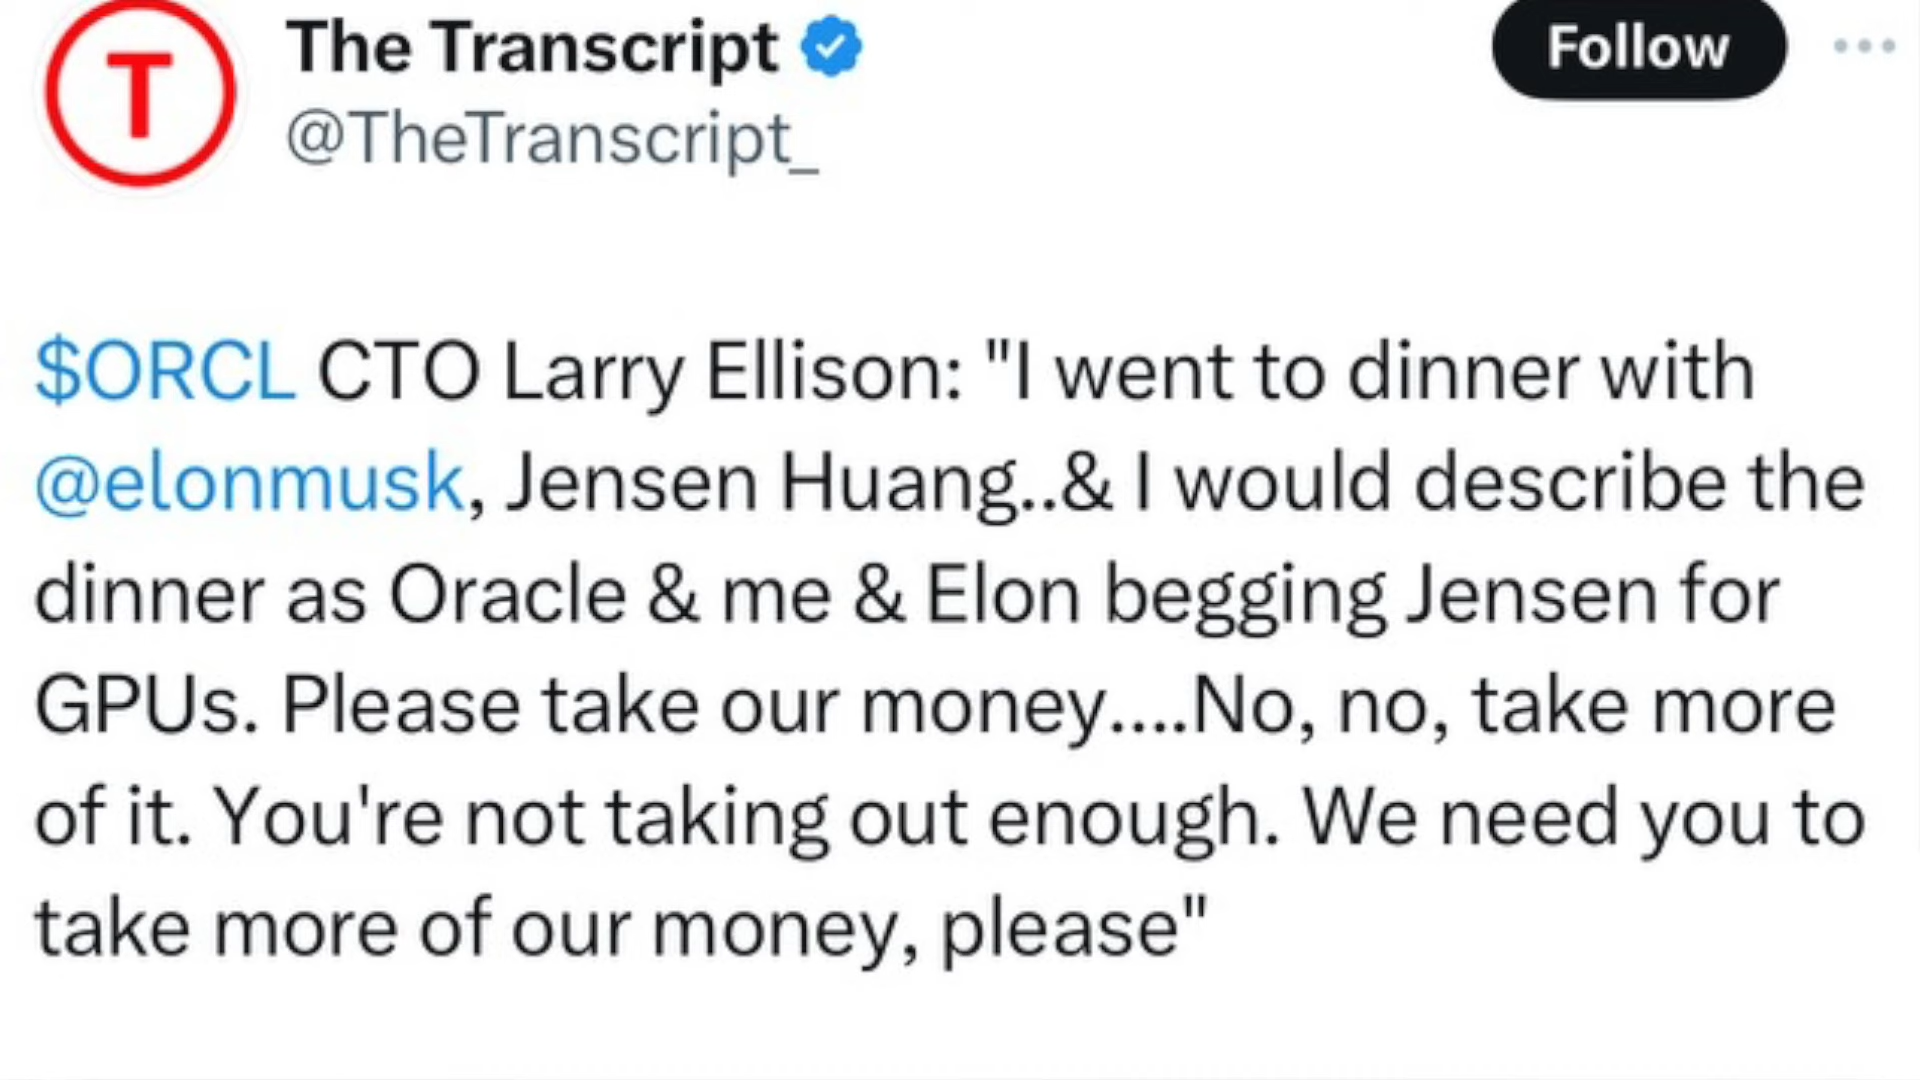 T
The Transcript
Follow
@TheTranscript_
$ORCL CTO Larry Ellison: "I went to dinner with
@elonmusk, Jensen Huang..& I would describe the
dinner as Oracle & me & Elon begging Jensen for
GPUs. Please take our money....No, no, take more
of it. You're not taking out enough. We need you to
take more of our money, please"